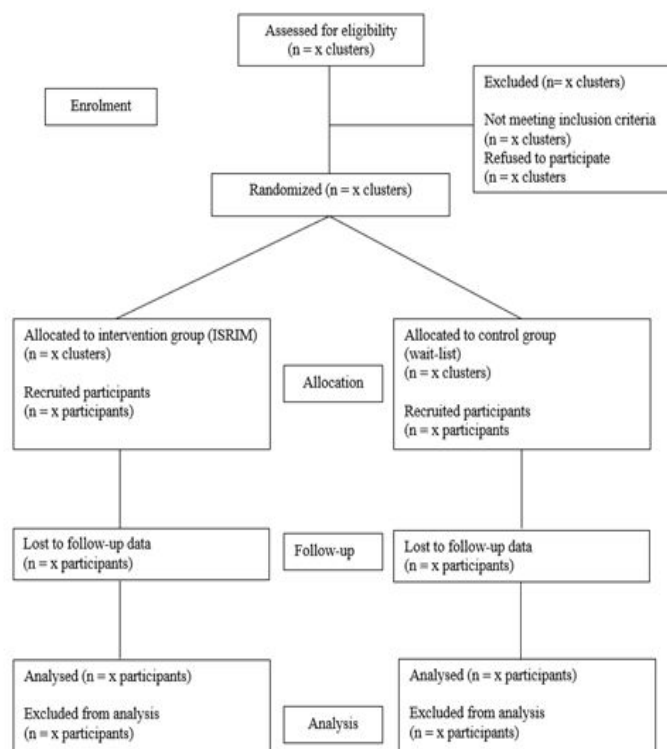 Assessed for eligibility
(n = x clusters)
Enrolment
Excluded (n= x clusters)
Not meeting inclusion criteria
(n = x clusters)
Refused to participate
(n = x clusters
Randomized (n = x clusters)
Allocated to intervention group (ISRIM)
(n = x clusters)
Recruited participants
(n = x participants)
Allocation
Allocated to control group
(wait-list)
(n = x clusters)
Recruited participants
(n = x participants
Lost to follow-up data
(n = x participants)
Follow-up
Lost to follow-up data
(n = x participants)
Analysed (n = x participants)
Excluded from analysis
(n = x participants)
Analysis
Analysed (n = x participants)
Excluded from analysis
(n = x participants)